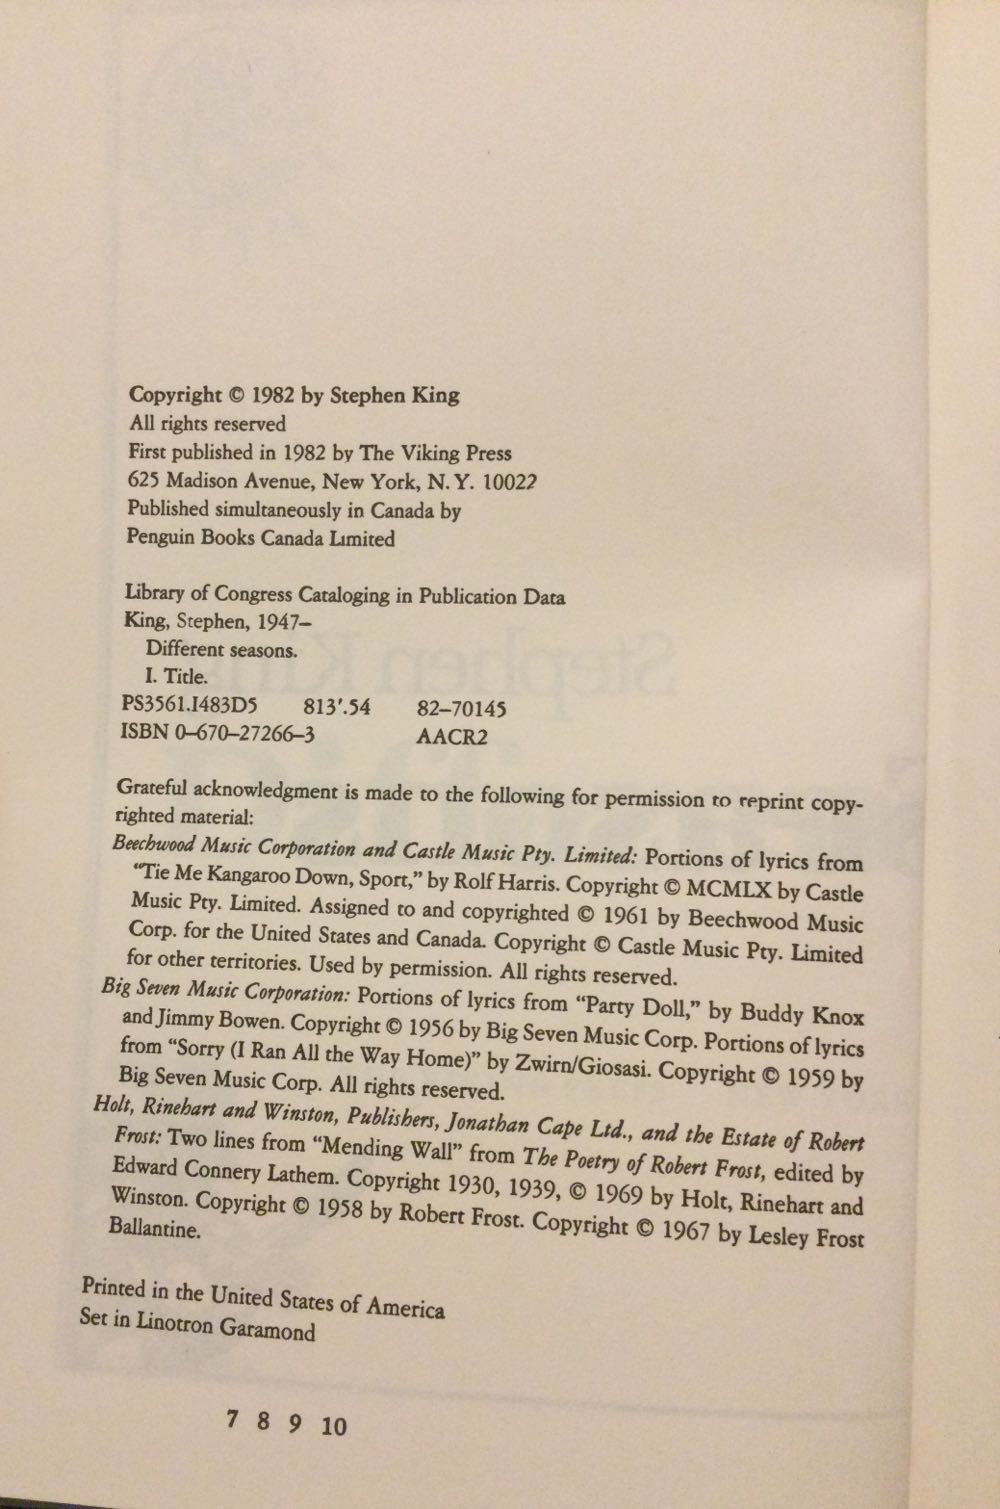 Copyright © 1982 by Stephen King
All rights reserved
First published in 1982 by The Viking Press
625 Madison Avenue, New York, N.Y. 10022
Published simultaneously in Canada by
Penguin Books Canada Limited
Library of Congress Cataloging in Publication Data
King, Stephen, 1947–
Different seasons.
I. Title.
PS3561.I483D5 813'.54 82–70145
ISBN 0–670–27266–3 AACR2
Grateful acknowledgment is made to the following for permission to reprint copy-
righted material:
Beechwood Music Corporation and Castle Music Pty. Limited: Portions of lyrics from
“Tie Me Kangaroo Down, Sport,” by Rolf Harris. Copyright © MCMLX by Castle
Music Pty. Limited. Assigned to and copyrighted © 1961 by Beechwood Music
Corp. for the United States and Canada. Copyright © Castle Music Pty. Limited
for other territories. Used by permission. All rights reserved.
Big Seven Music Corporation: Portions of lyrics from “Party Doll,” by Buddy Knox
and Jimmy Bowen. Copyright © 1956 by Big Seven Music Corp. Portions of lyrics
from “Sorry (I Ran All the Way Home)” by Zwirn/Giosasi. Copyright © 1959 by
Big Seven Music Corp. All rights reserved.
Holt, Rinehart and Winston, Publishers, Jonathan Cape Ltd., and the Estate of Robert
Frost: Two lines from “Mending Wall” from The Poetry of Robert Frost, edited by
Edward Connery Lathem. Copyright 1930, 1939, © 1969 by Holt, Rinehart and
Winston. Copyright © 1958 by Robert Frost. Copyright © 1967 by Lesley Frost
Ballantine.
Printed in the United States of America
Set in Linotron Garamond
7 8 9 10